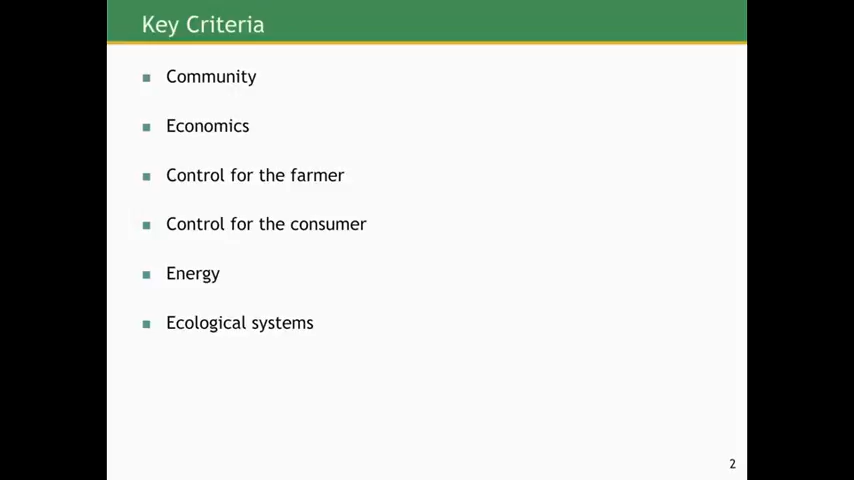 Key Criteria
Community
Economics
Control for the farmer
Control for the consumer
Energy
Ecological systems
2